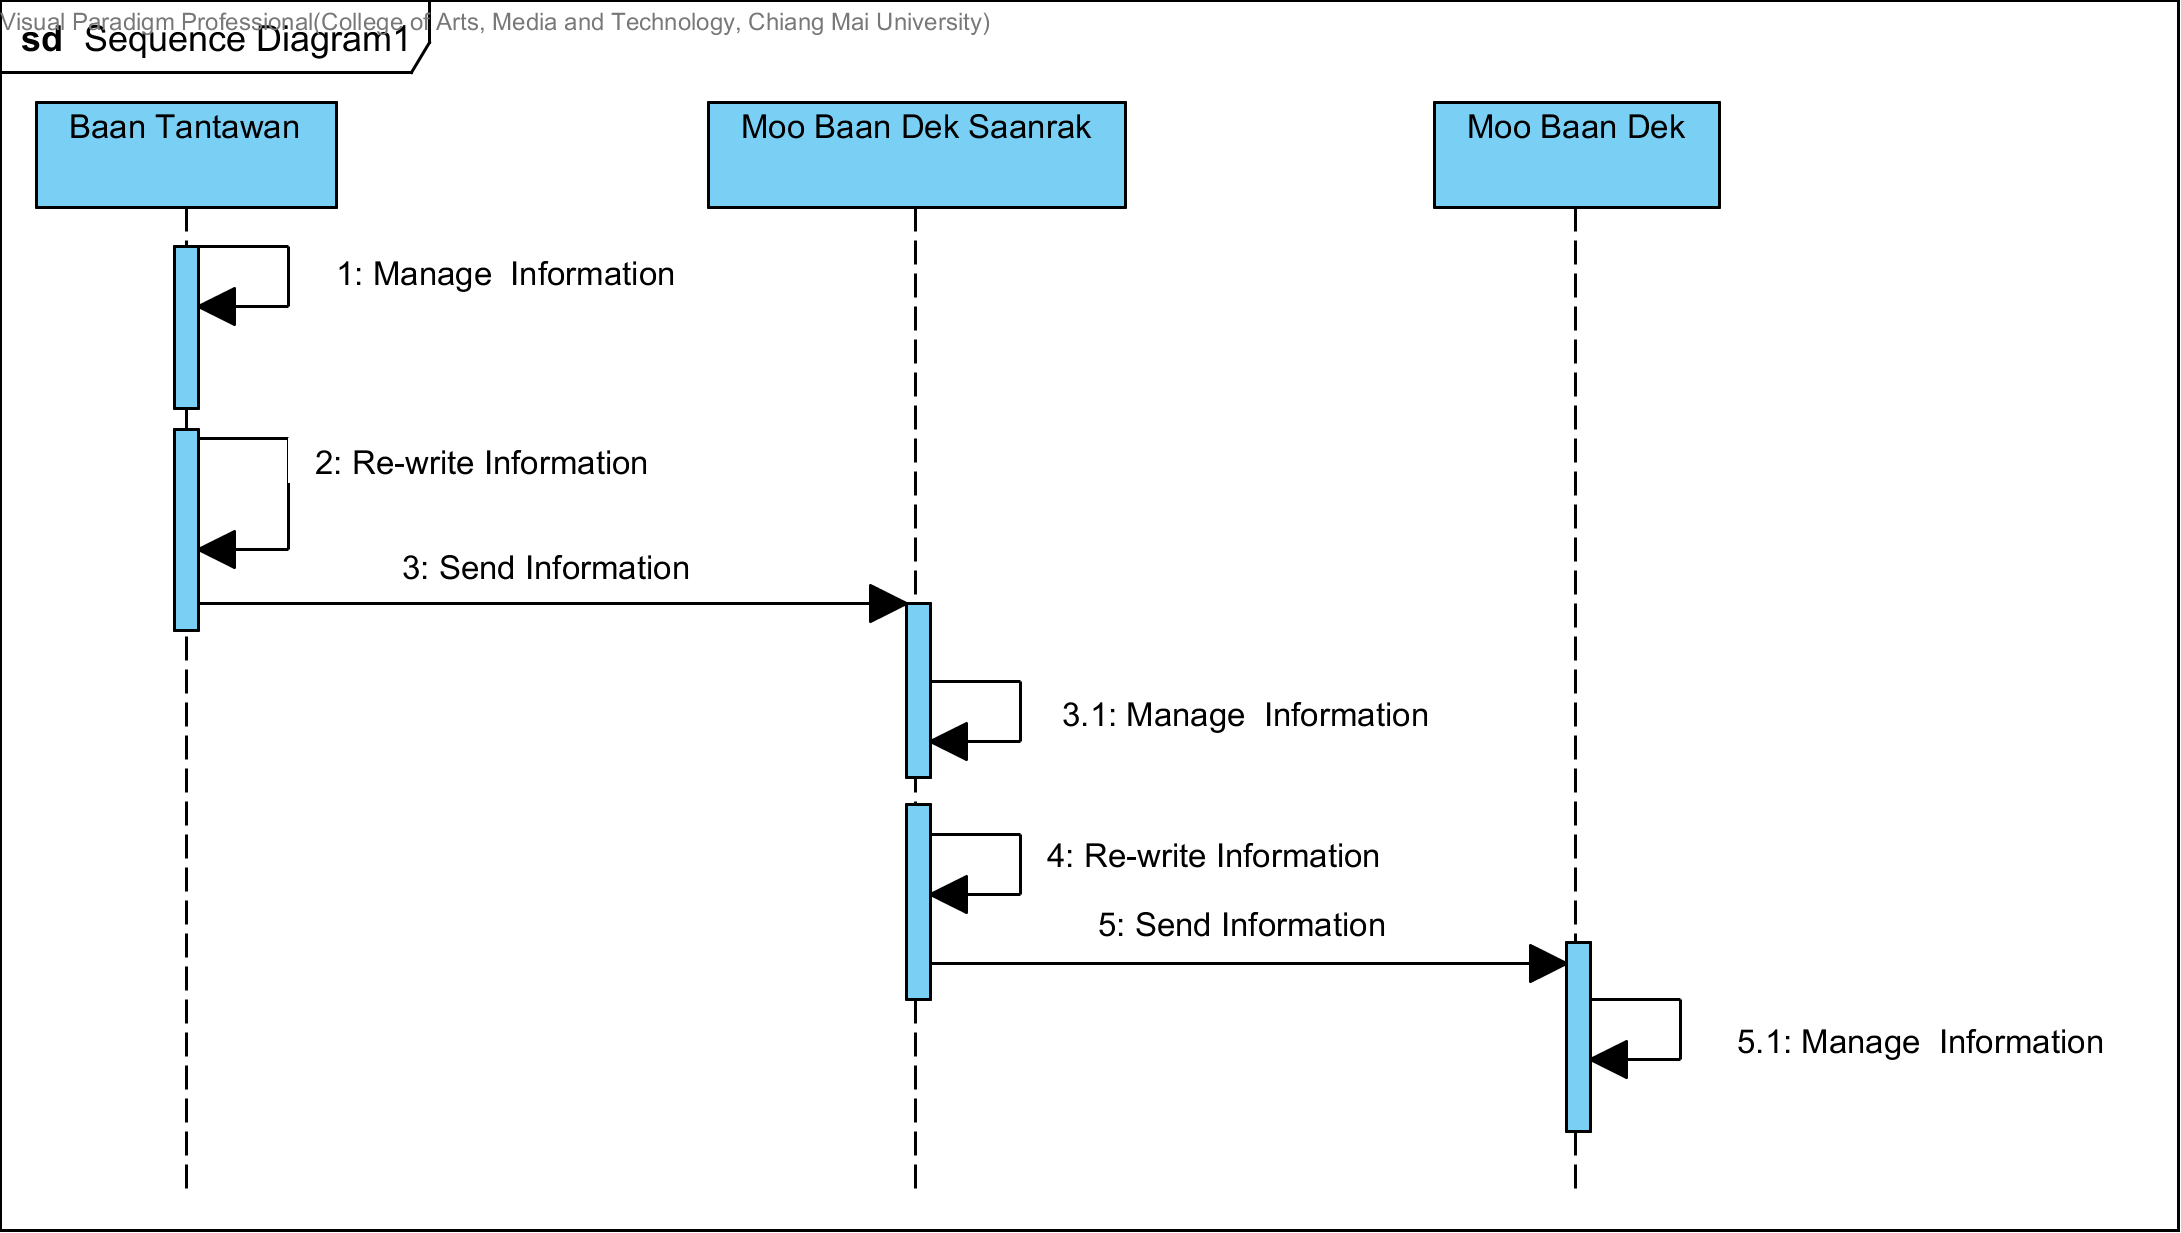 Visual Paradigm Professional(College of Arts, Media and Technology, Chiang Mai University)
sd Sequence Diagram1
Baan Tantawan
Moo Baan Dek Saanrak
Moo Baan Dek
1: Manage  Information
2: Re-write Information
3: Send Information
3.1: Manage  Information
4: Re-write Information
5: Send Information
5.1: Manage  Information